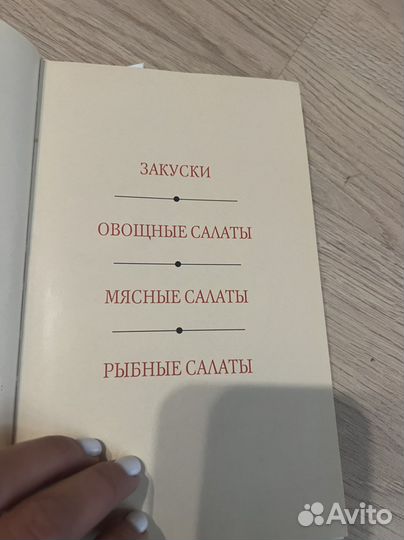 ЗАКУСКИ
ОВОЩНЫЕ САЛАТЫ
МЯСНЫЕ САЛАТЫ
РЫБНЫЕ САЛАТЫ
Avito